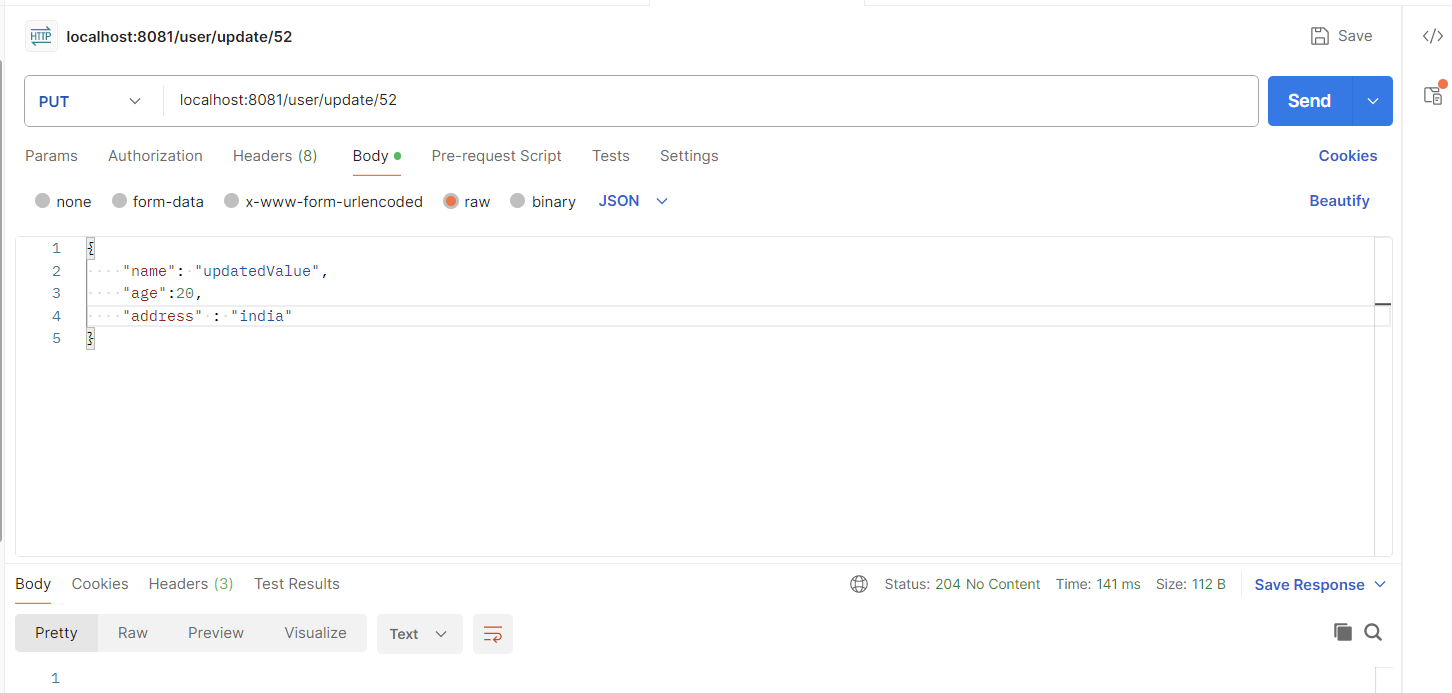 HTTP localhost:8081/user/update/52 Save </>
PUT localhost:8081/user/update/52 Send
Params Authorization Headers (8) Body Pre-request Script Tests Settings Cookies
none form-data x-www-form-urlencoded raw binary JSON Beautify
1 {
2 "name": "updatedValue",
3 "age":20,
4 "address" : "india"
5 }
Body Cookies Headers (3) Test Results Status: 204 No Content Time: 141 ms Size: 112 B Save Response
Pretty Raw Preview Visualize Text
1